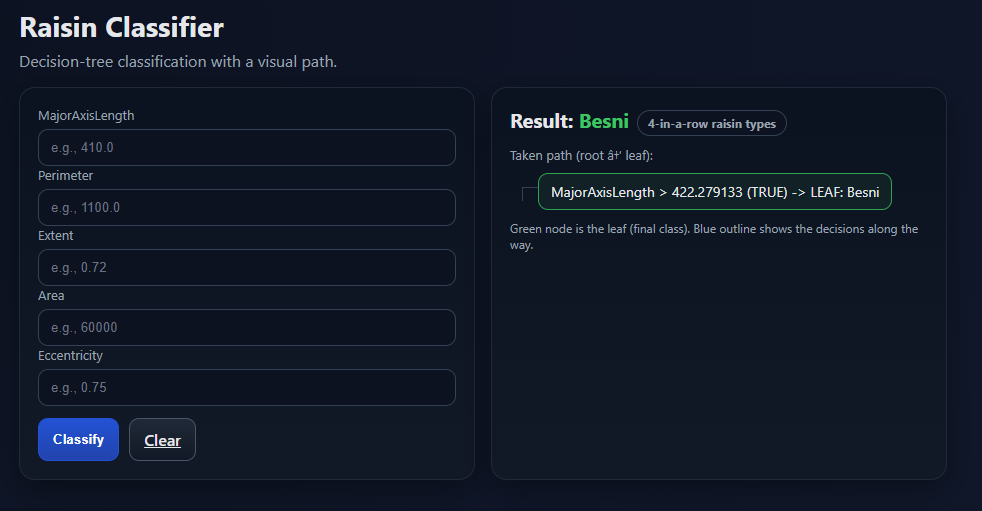 Raisin Classifier
Decision-tree classification with a visual path.
MajorAxisLength
e.g., 410.0
Perimeter
e.g., 1100.0
Extent
e.g., 0.72
Area
e.g., 60000
Eccentricity
e.g., 0.75
Classify
Clear
Result: Besni
4-in-a-row raisin types
Taken path (root â†’ leaf):
MajorAxisLength > 422.279133 (TRUE) -> LEAF: Besni
Green node is the leaf (final class). Blue outline shows the decisions along the
way.